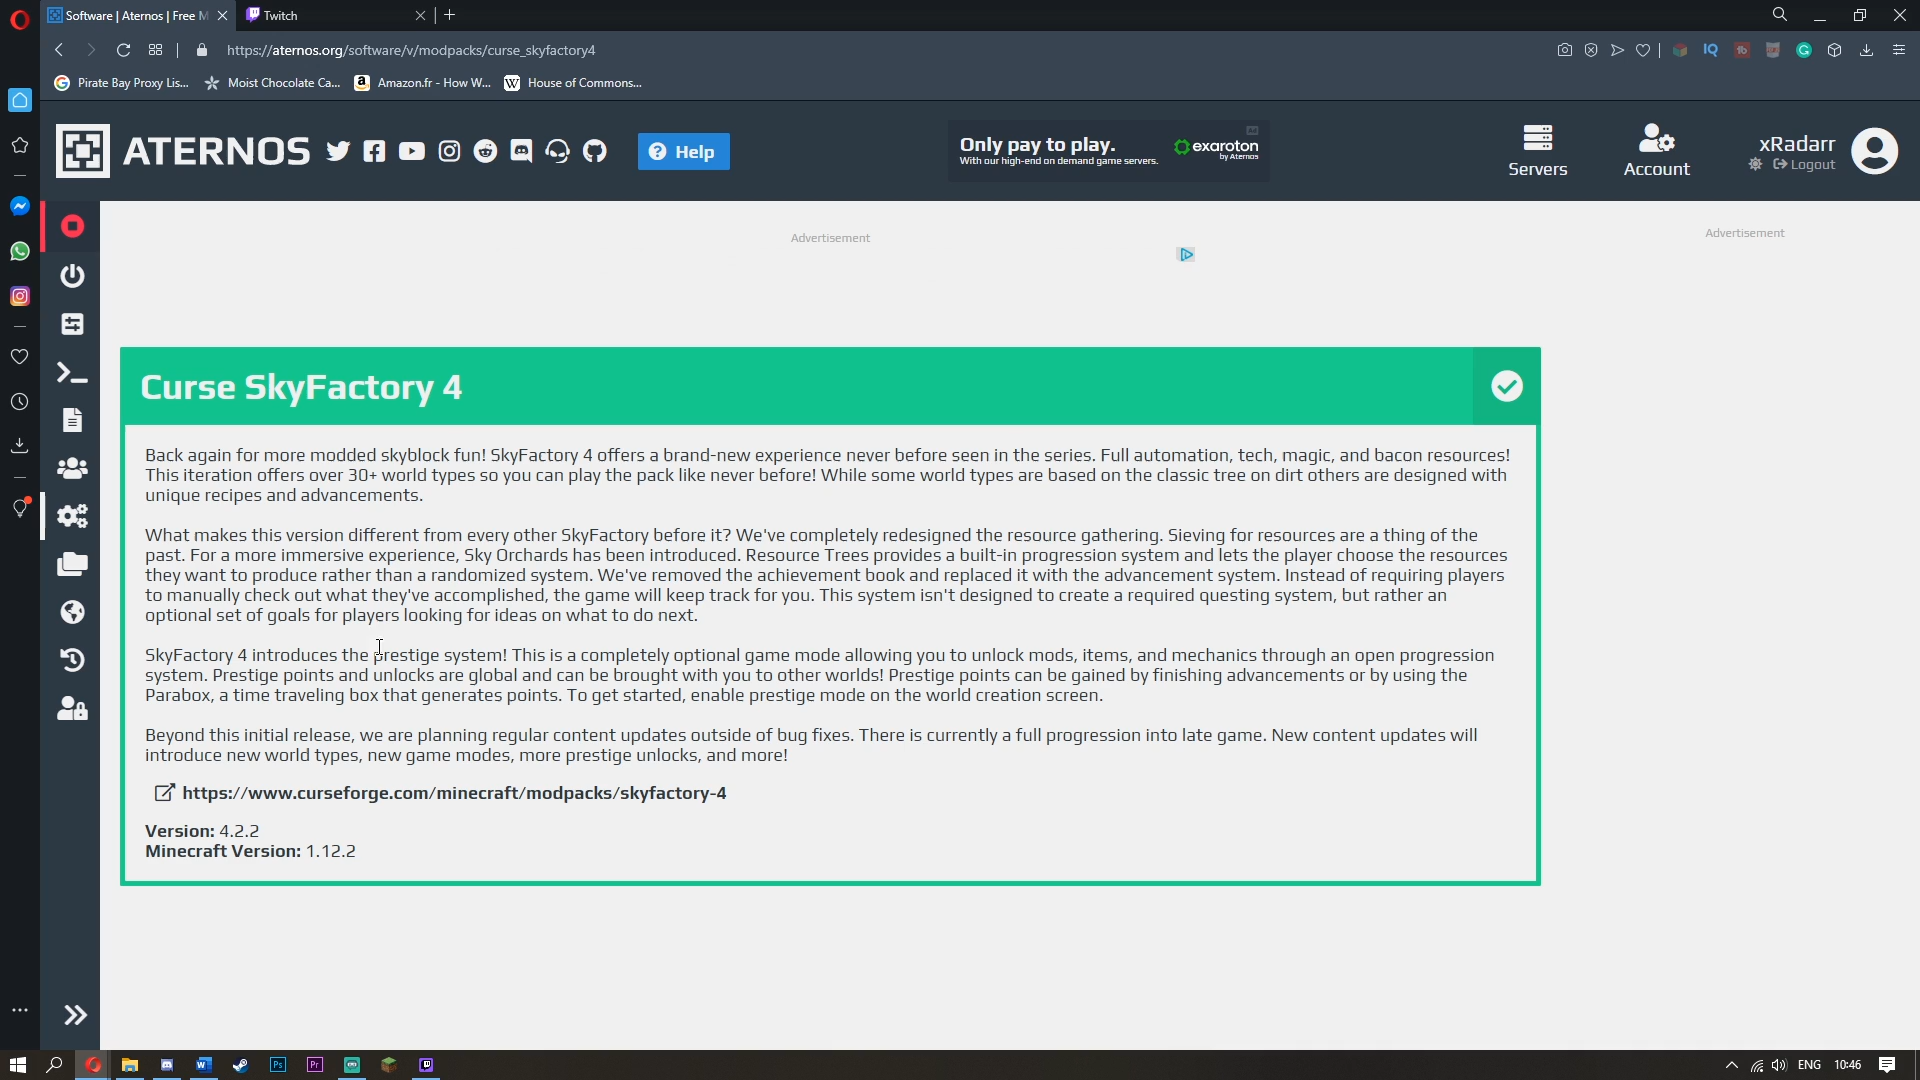 Software | Aternos | Free M
Twitch
https://aternos.org/software/v/modpacks/curse_skyfactory4
Pirate Bay Proxy Lis...
Moist Chocolate Ca...
Amazon.fr - How W...
House of Commons...
ATERNOS
Help
Only pay to play.
With our high-end on demand game servers.
exaroton
by Aternos
Ad
Servers
Account
xRadarr
Logout
Advertisement
Advertisement
Curse SkyFactory 4
Back again for more modded skyblock fun! SkyFactory 4 offers a brand-new experience never before seen in the series. Full automation, tech, magic, and bacon resources!
This iteration offers over 30+ world types so you can play the pack like never before! While some world types are based on the classic tree on dirt others are designed with
unique recipes and advancements.
What makes this version different from every other SkyFactory before it? We've completely redesigned the resource gathering. Sieving for resources are a thing of the
past. For a more immersive experience, Sky Orchards has been introduced. Resource Trees provides a built-in progression system and lets the player choose the resources
they want to produce rather than a randomized system. We've removed the achievement book and replaced it with the advancement system. Instead of requiring players
to manually check out what they've accomplished, the game will keep track for you. This system isn't designed to create a required questing system, but rather an
optional set of goals for players looking for ideas on what to do next.
SkyFactory 4 introduces the prestige system! This is a completely optional game mode allowing you to unlock mods, items, and mechanics through an open progression
system. Prestige points and unlocks are global and can be brought with you to other worlds! Prestige points can be gained by finishing advancements or by using the
Parabox, a time traveling box that generates points. To get started, enable prestige mode on the world creation screen.
Beyond this initial release, we are planning regular content updates outside of bug fixes. There is currently a full progression into late game. New content updates will
introduce new world types, new game modes, more prestige unlocks, and more!
https://www.curseforge.com/minecraft/modpacks/skyfactory-4
Version: 4.2.2
Minecraft Version: 1.12.2
ENG
10:46